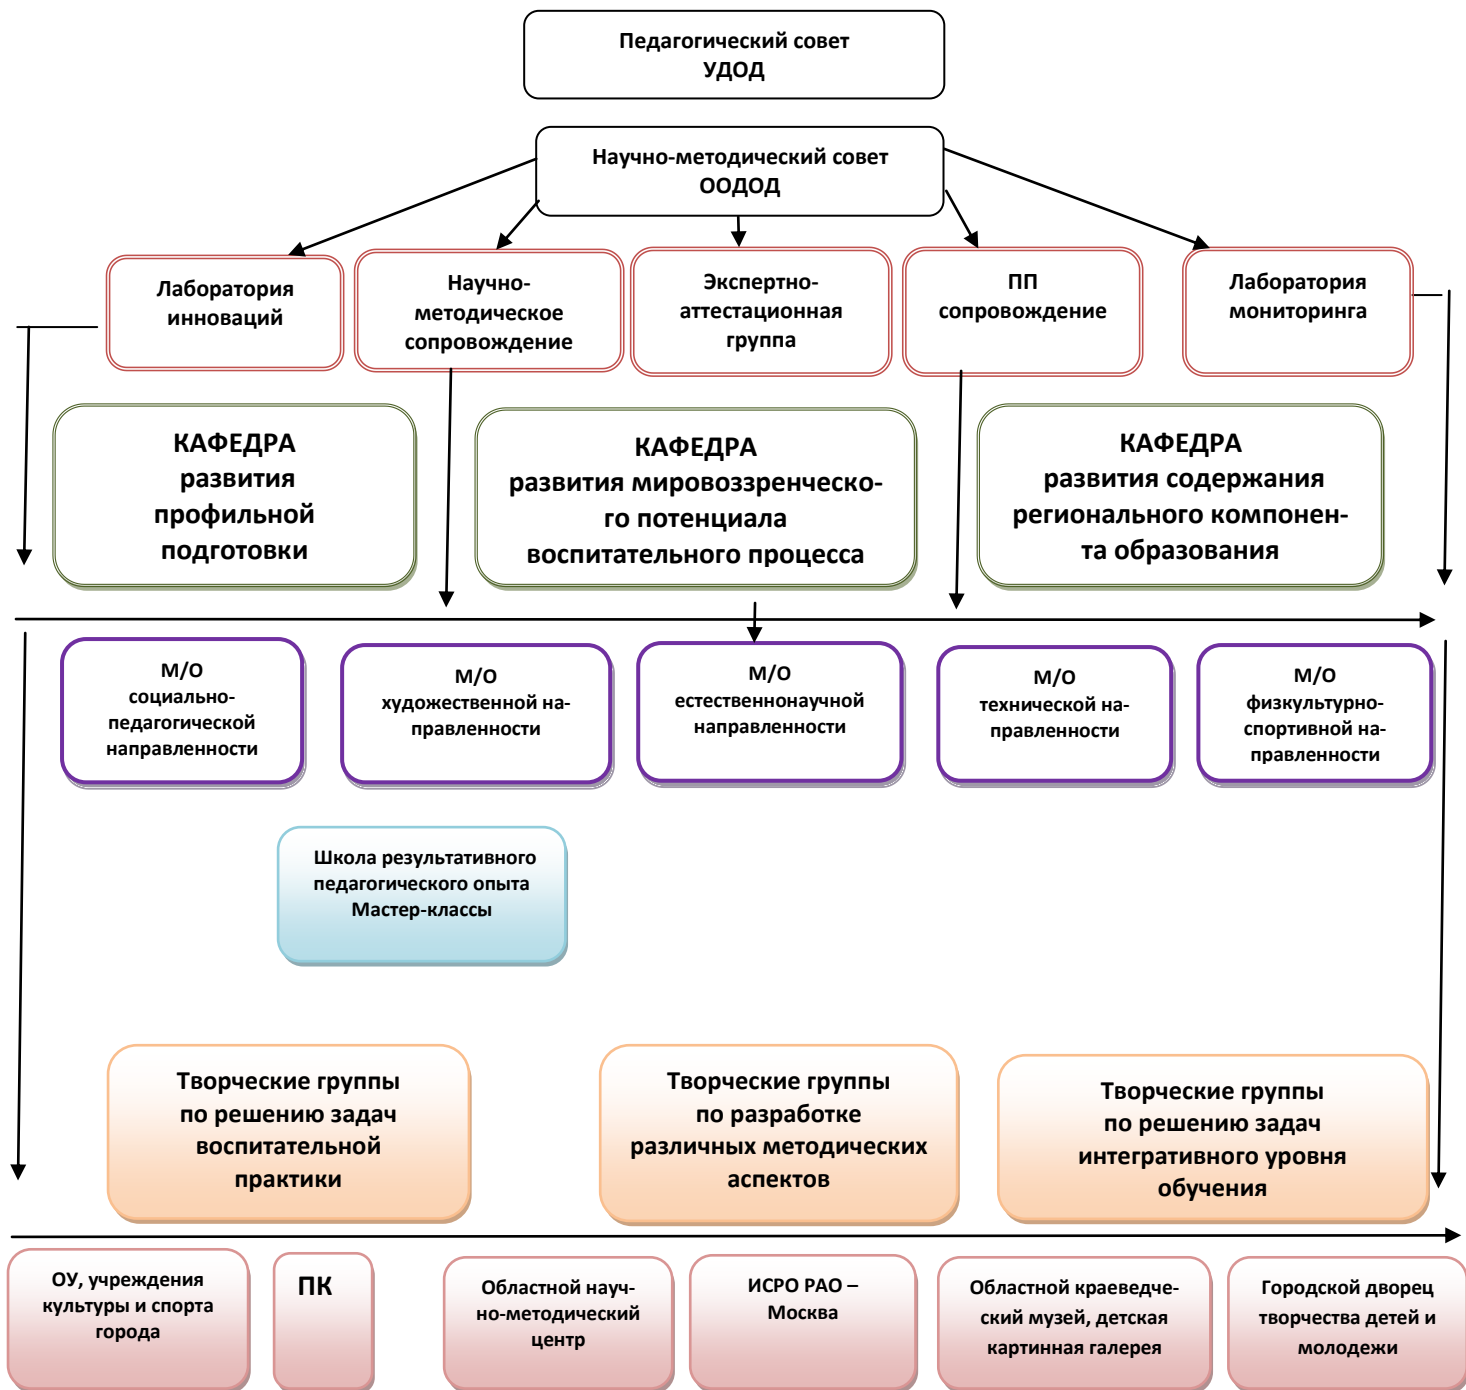 Педагогический совет
УДОД
Научно-методический совет
ООДОД
Лаборатория
инноваций
Научно-
методическое
сопровождение
Экспертно-
аттестационная
группа
ПП
сопровождение
Лаборатория
мониторинга
КАФЕДРА
развития
профильной
подготовки
КАФЕДРА
развития мировоззренческо-
го потенциала
воспитательного процесса
КАФЕДРА
развития содержания
регионального компонен-
та образования
М/О
социально-
педагогической
направленности
М/О
художественной на-
правленности
М/О
естественнонаучной
направленности
М/О
технической на-
правленности
М/О
физкультурно-
спортивной на-
правленности
Школа результативного
педагогического опыта
Мастер-классы
Творческие группы
по решению задач
воспитательной
практики
Творческие группы
по разработке
различных методических
аспектов
Творческие группы
по решению задач
интегративного уровня
обучения
ОУ, учреждения
культуры и спорта
города
ПК
Областной науч-
но-методический
центр
ИСРО РАО –
Москва
Областной краеведче-
ский музей, детская
картинная галерея
Городской дворец
творчества детей и
молодежи